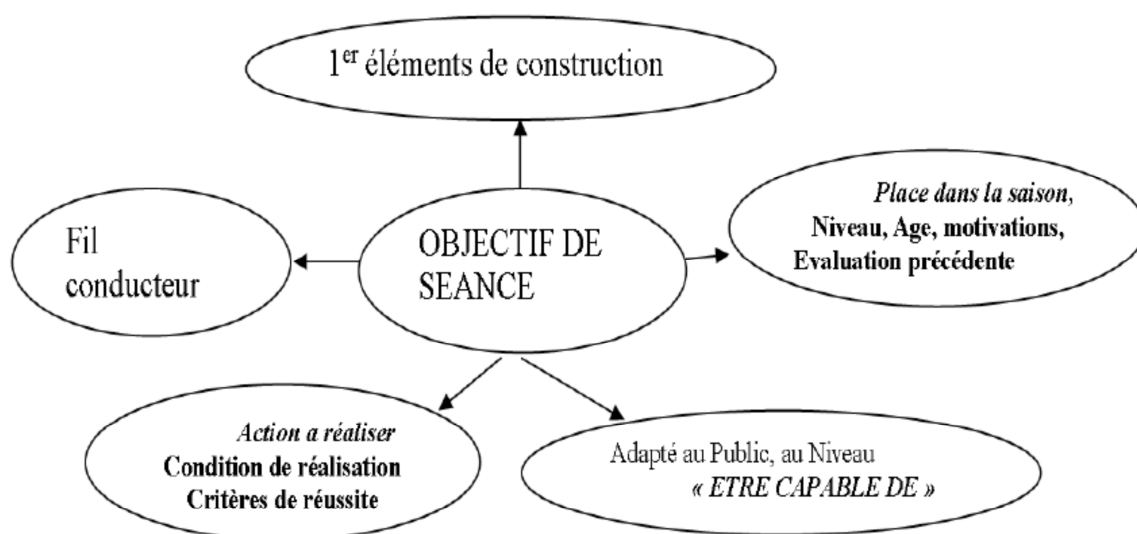 1er éléments de construction
Place dans la saison,
Niveau, Age, motivations,
Evaluation précédente
Fil
conducteur
OBJECTIF DE
SEANCE
Action a réaliser
Condition de réalisation
Critères de réussite
Adapté au Public, au Niveau
« ETRE CAPABLE DE »